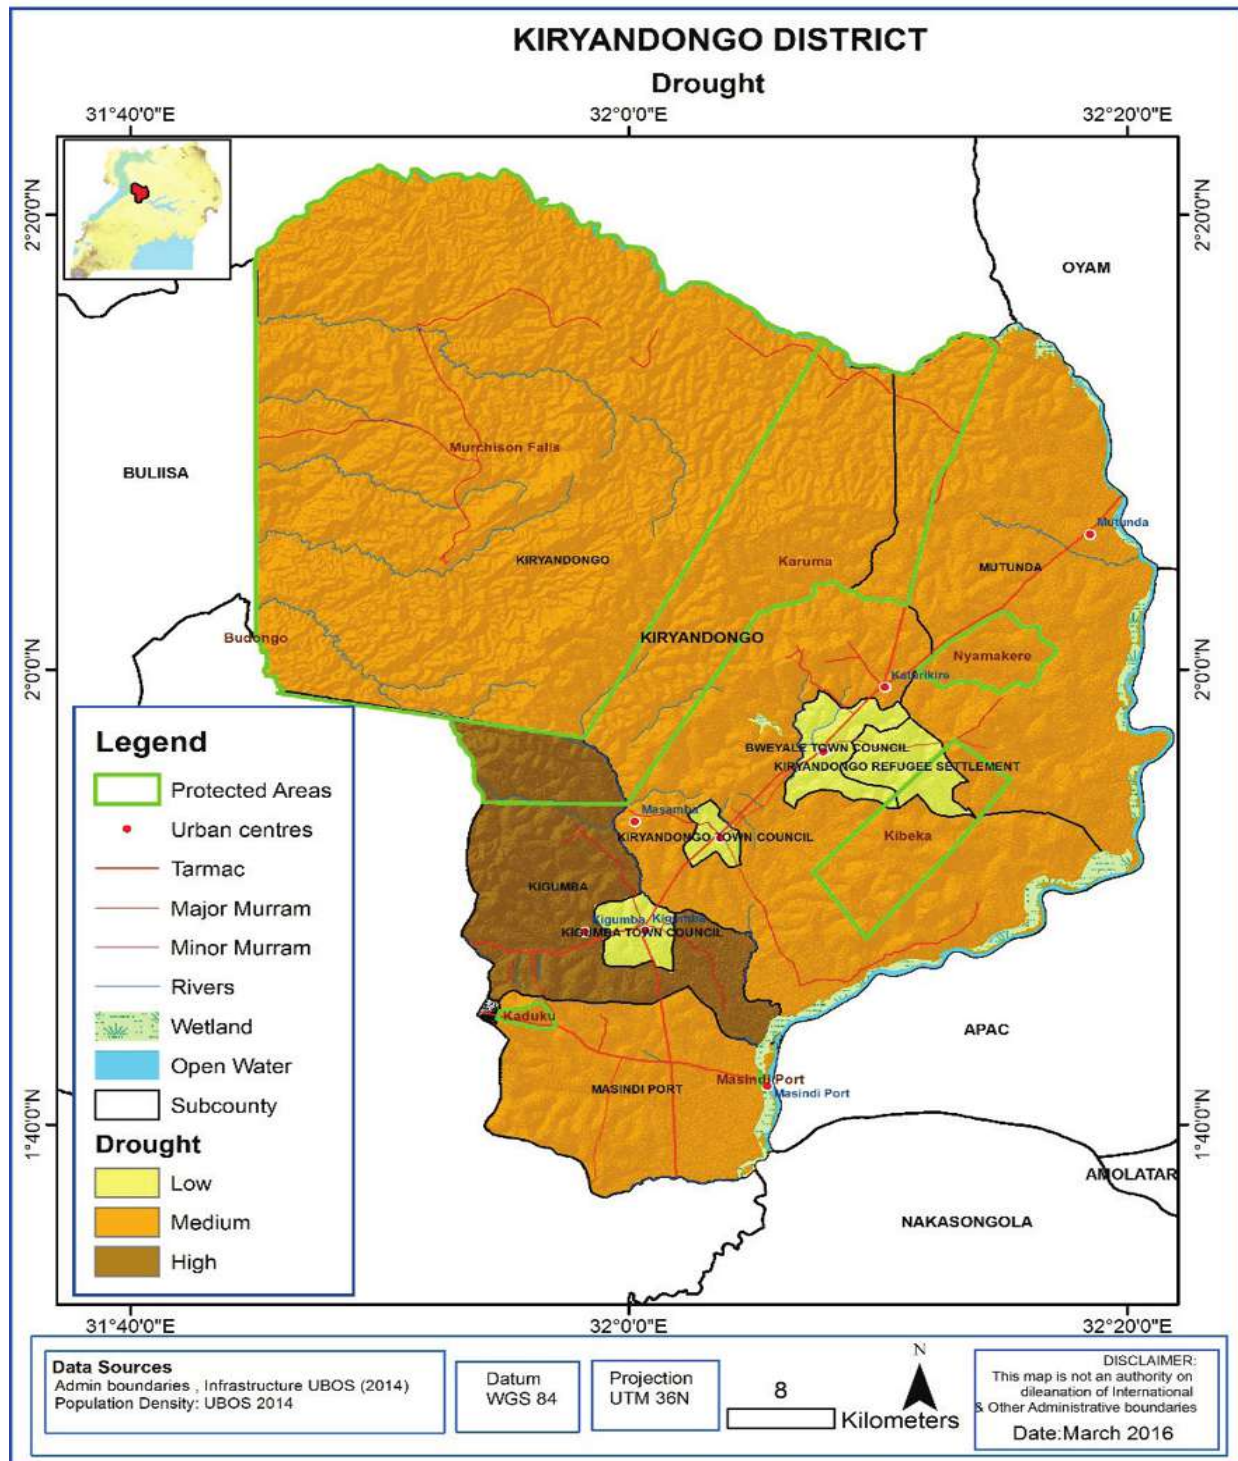 KIRYANDONGO DISTRICT
Drought
31°40'0"E
32°0'0"E
32°20'0"E
2°20'0"N
2°20'0"N
OYAM
Murchison Falls
BULIISA
Mutunda
KIRYANDONGO
Karuma
MUTUNDA
Budongo
KIRYANDONGO
Nyamakere
2°0'0"N
2°0'0"N
BWEYALE TOWN COUNCIL
KIRYANDONGO REFUGEE SETTLEMENT
Masamba
KIRYANDONGO TOWN COUNCIL
Kibeka
KIGUMBA
Kigumba
Kigumba
KIGUMBA TOWN COUNCIL
Kaduku
APAC
MASINDI PORT
Masindi Port
Masindi Port
1°40'0"N
1°40'0"N
AMOLATAR
NAKASONGOLA
Legend
Protected Areas
Urban centres
Tarmac
Major Murram
Minor Murram
Rivers
Wetland
Open Water
Subcounty
Drought
Low
Medium
High
31°40'0"E
32°0'0"E
32°20'0"E
Data Sources
Admin boundaries , Infrastructure UBOS (2014)
Population Density: UBOS 2014
Datum
WGS 84
Projection
UTM 36N
8
Kilometers
N
DISCLAIMER:
This map is not an authority on
dileanation of International
& Other Administrative boundaries
Date:March 2016